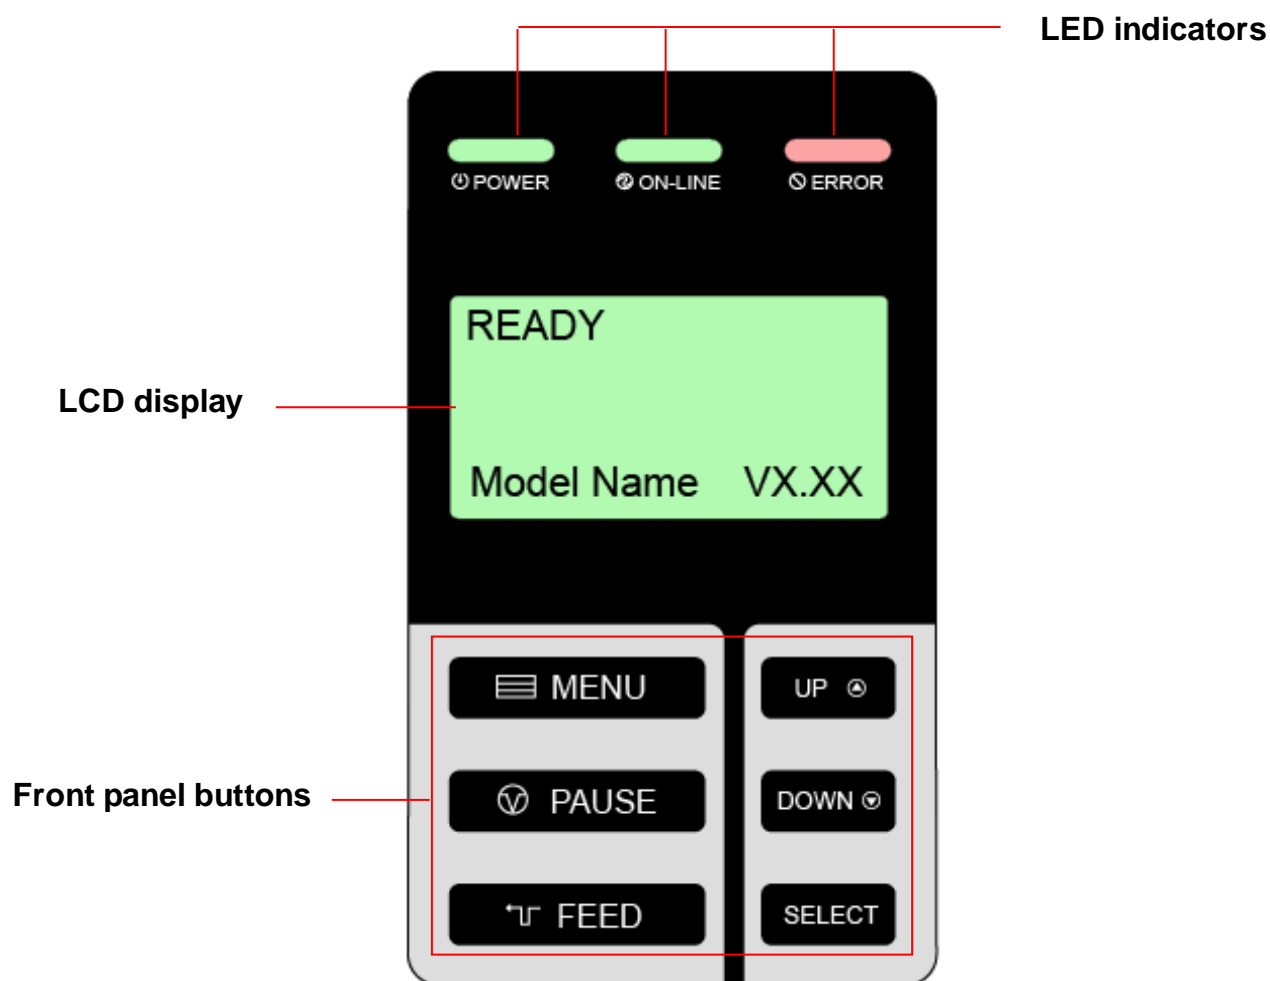 LED indicators
POWER
ON-LINE
ERROR
READY
LCD display
Model Name VX.XX
MENU
UP
Front panel buttons
PAUSE
DOWN
FEED
SELECT